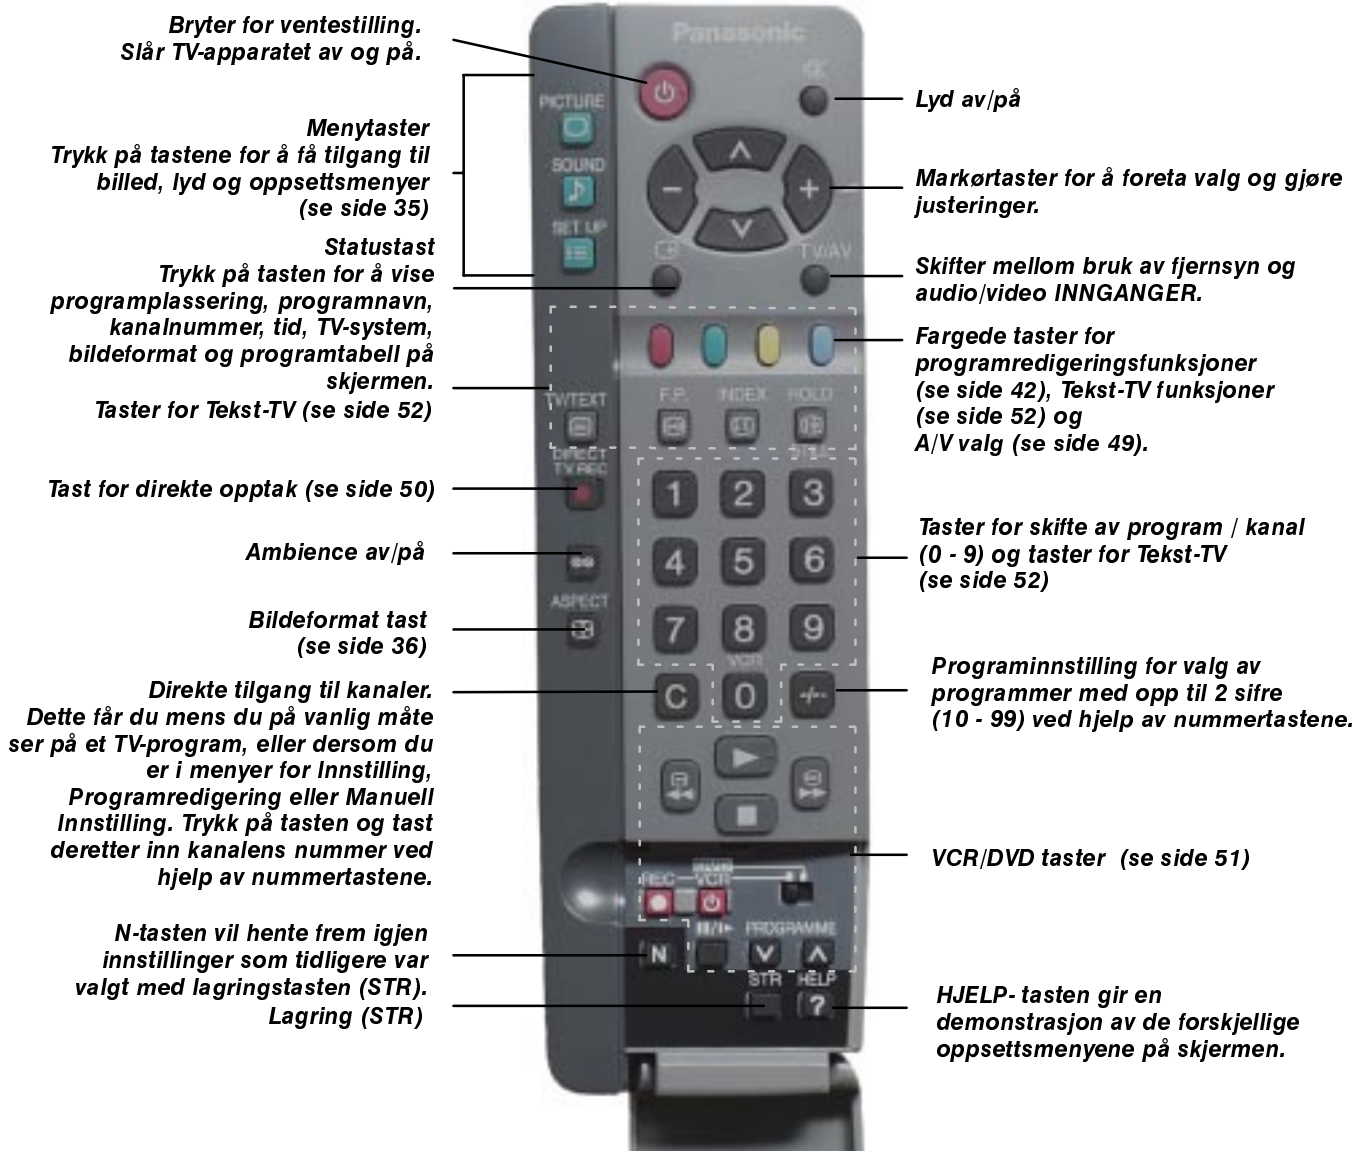 Bryter for ventestilling.
Slår TV-apparatet av og på.
Menytaster
Trykk på tastene for å få tilgang til
billed, lyd og oppsettsmenyer
(se side 35)
Statustast
Trykk på tasten for å vise
programplassering, programnavn,
kanalnummer, tid, TV-system,
bildeformat og programtabell på
skjermen.
Taster for Tekst-TV (se side 52)
Tast for direkte opptak (se side 50)
Ambience av/på
Bildeformat tast
(se side 36)
Direkte tilgang til kanaler.
Dette får du mens du på vanlig måte
ser på et TV-program, eller dersom du
er i menyer for Innstilling,
Programredigering eller Manuell
Innstilling. Trykk på tasten og tast
deretter inn kanalens nummer ved
hjelp av nummertastene.
N-tasten vil hente frem igjen
innstillinger som tidligere var
valgt med lagringstasten (STR).
Lagring (STR)
Panasonic
PICTURE
SOUND
SET UP
TV/AV
TV/TEXT
F.P.
INDEX
HOLD
DIRECT
TV REC
1 2 3
4 5 6
ASPECT
7 8 9
VCR
C 0 -/--
REC VCR
PROGRAMME
N
STR HELP
?
Lyd av/på
Markørtaster for å foreta valg og gjøre
justeringer.
Skifter mellom bruk av fjernsyn og
audio/video INNGANGER.
Fargede taster for
programredigeringsfunksjoner
(se side 42), Tekst-TV funksjoner
(se side 52) og
A/V valg (se side 49).
Taster for skifte av program / kanal
(0 - 9) og taster for Tekst-TV
(se side 52)
Programinnstilling for valg av
programmer med opp til 2 sifre
(10 - 99) ved hjelp av nummertastene.
VCR/DVD taster (se side 51)
HJELP- tasten gir en
demonstrasjon av de forskjellige
oppsettsmenyene på skjermen.